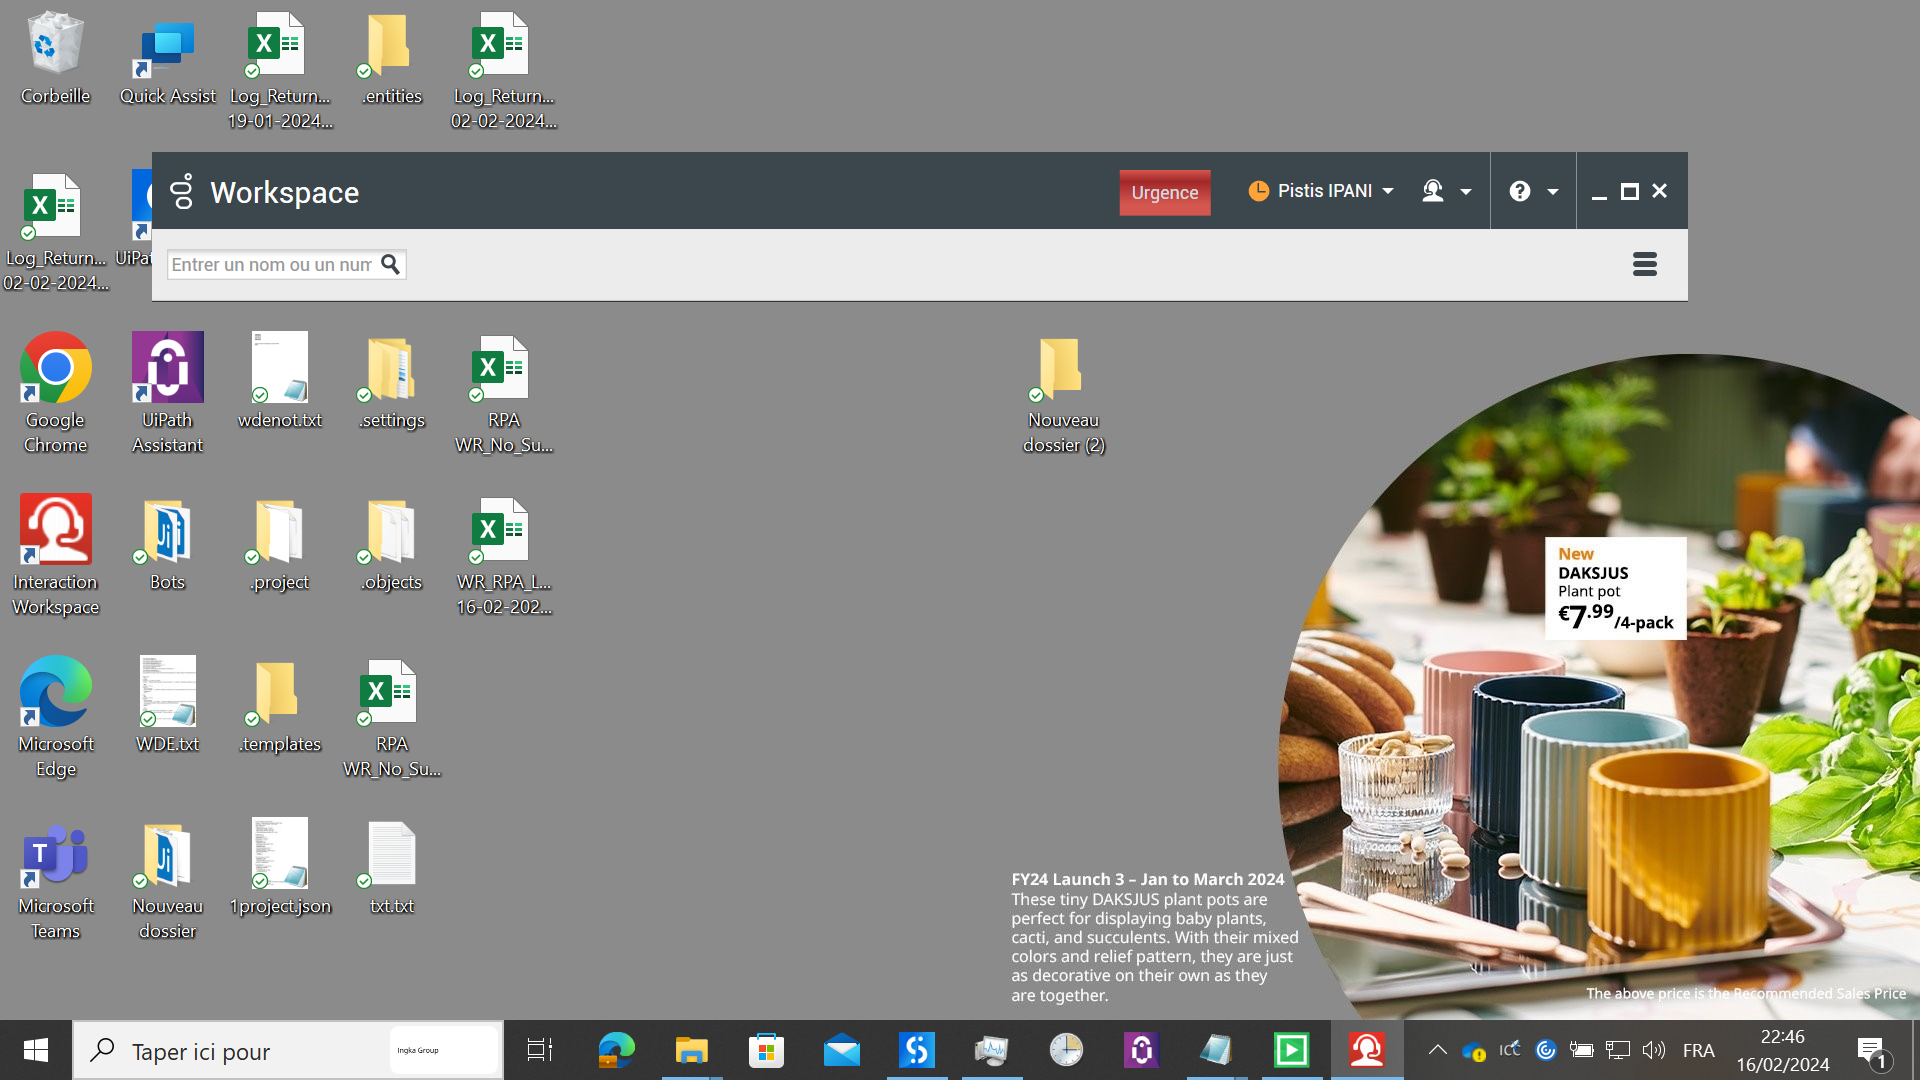 Corbeille
Quick Assist
Log_Return...
19-01-2024...
.entities
Log_Return...
02-02-2024...
Workspace
Urgence
Pistis IPANI
Entrer un nom ou un num
Log_Return...
02-02-2024...
UiPat
Google
Chrome
UiPath
Assistant
wdenot.txt
.settings
RPA
WR_No_Su...
Nouveau
dossier (2)
Interaction
Workspace
Bots
.project
.objects
WR_RPA_L...
16-02-202...
New
DAKSJUS
Plant pot
€7.99/4-pack
Microsoft
Edge
WDE.txt
.templates
RPA
WR_No_Su...
Microsoft
Teams
Nouveau
dossier
1project.json
txt.txt
FY24 Launch 3 – Jan to March 2024
These tiny DAKSJUS plant pots are
perfect for displaying baby plants,
cacti, and succulents. With their mixed
colors and relief pattern, they are just
as decorative on their own as they
are together.
The above price is the Recommended Sales Price
Taper ici pour
Ingka Group
ICC
FRA
22:46
16/02/2024
1